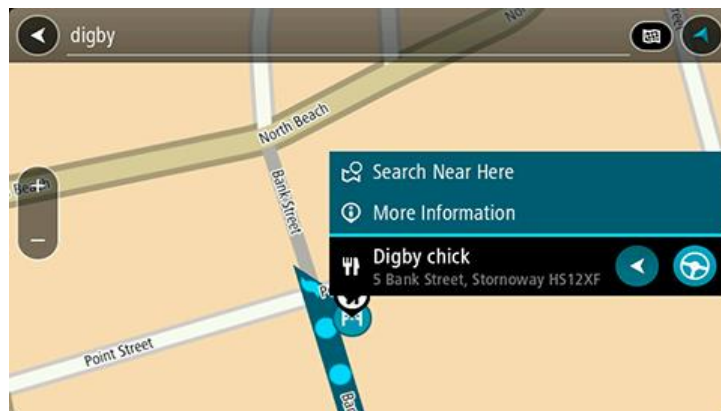 digby
North Beach
Bank Street
Search Near Here
More Information
Digby chick
5 Bank Street, Stornoway HS12XF
Point Street